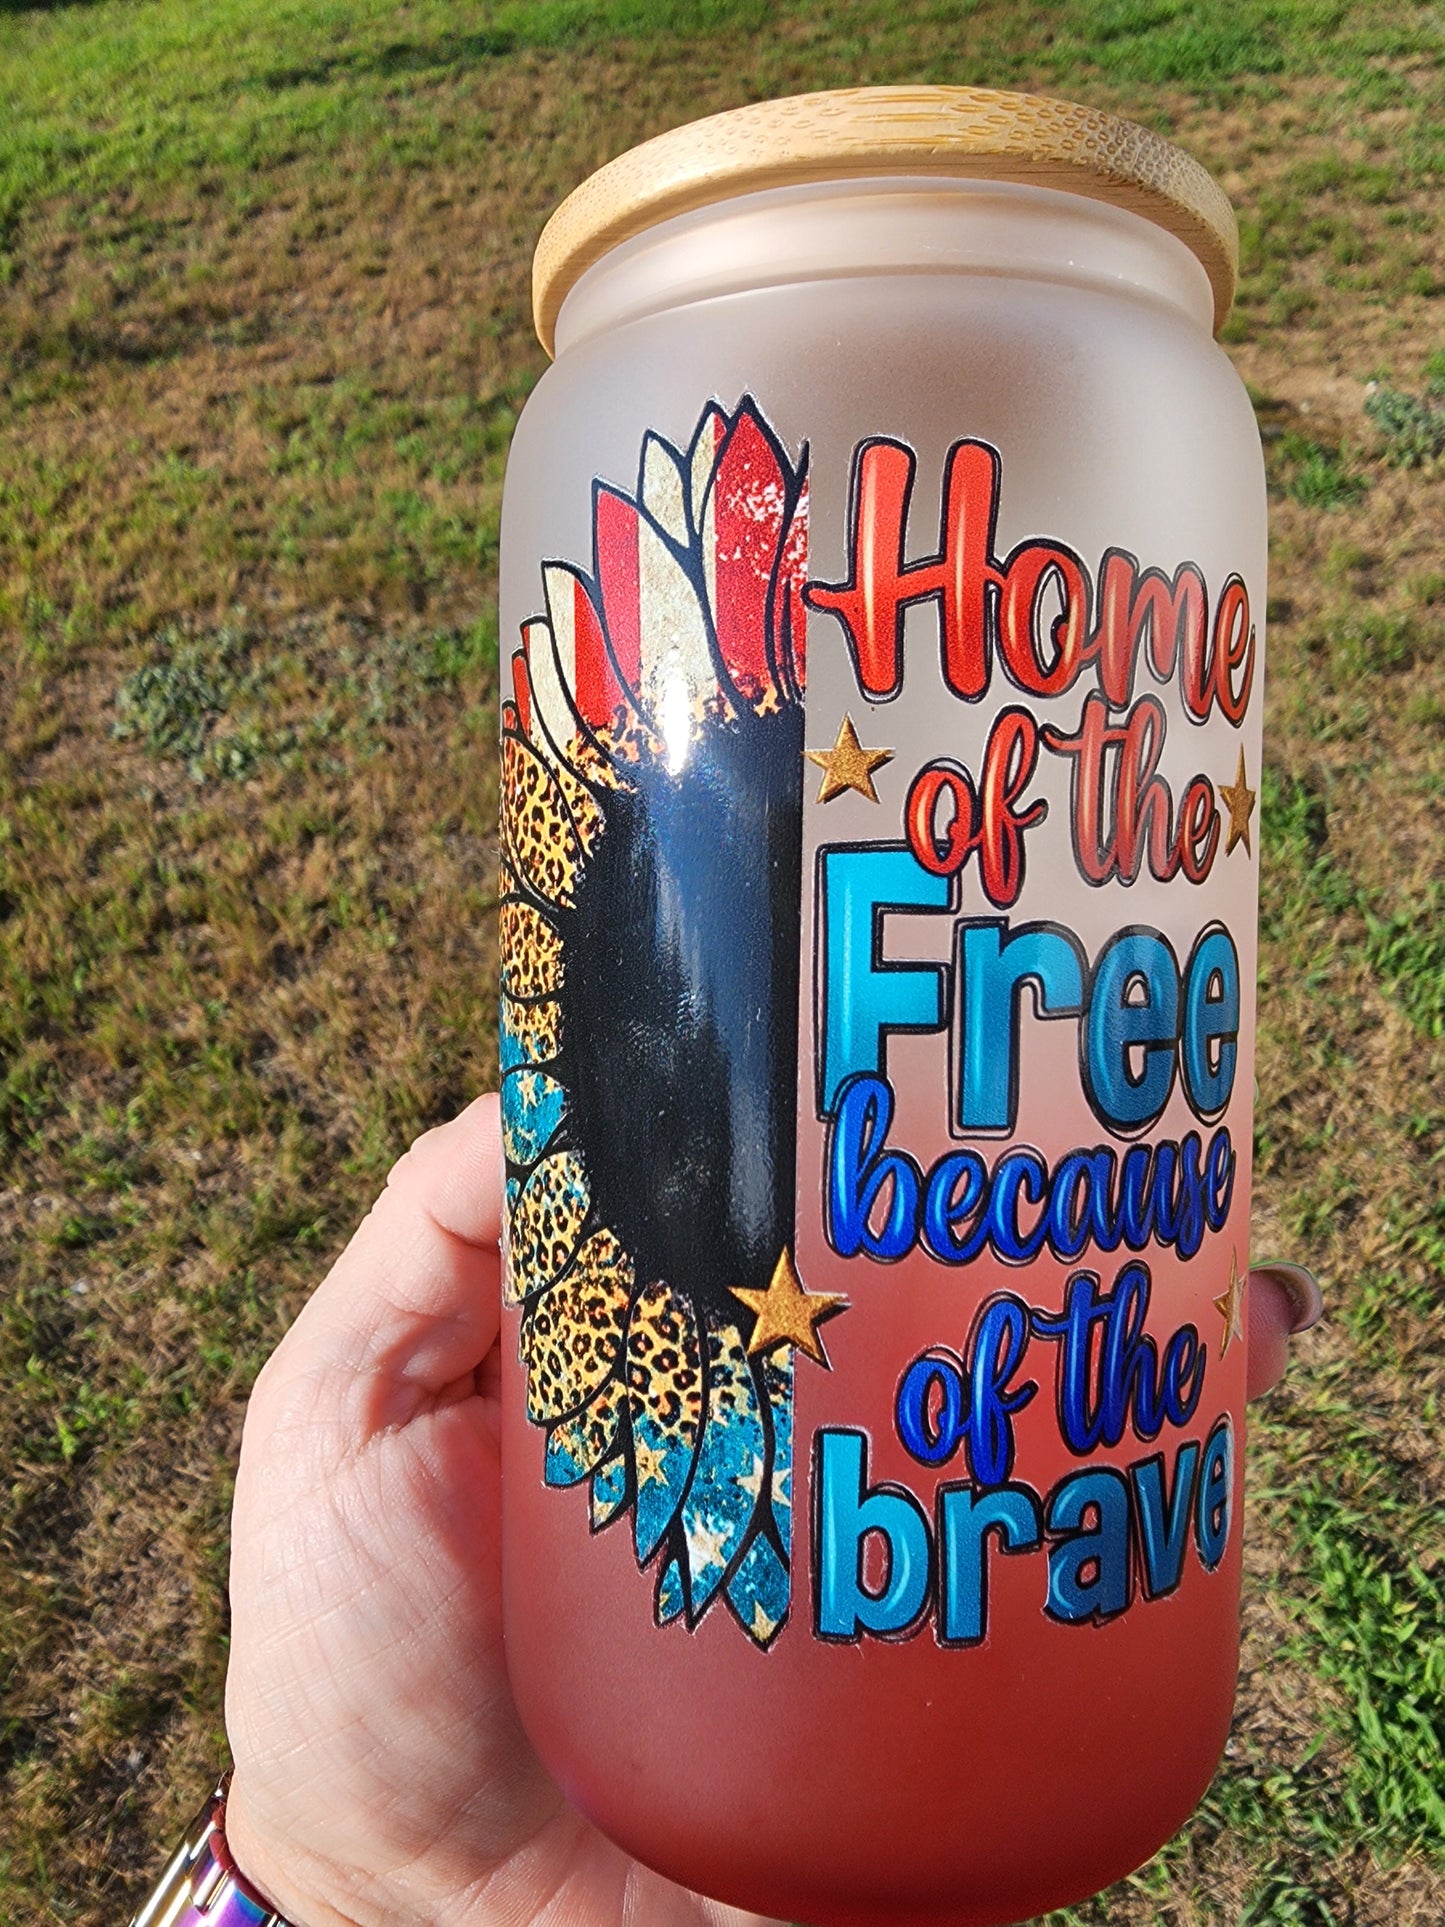 Home
of the
Free
because
of the
brave